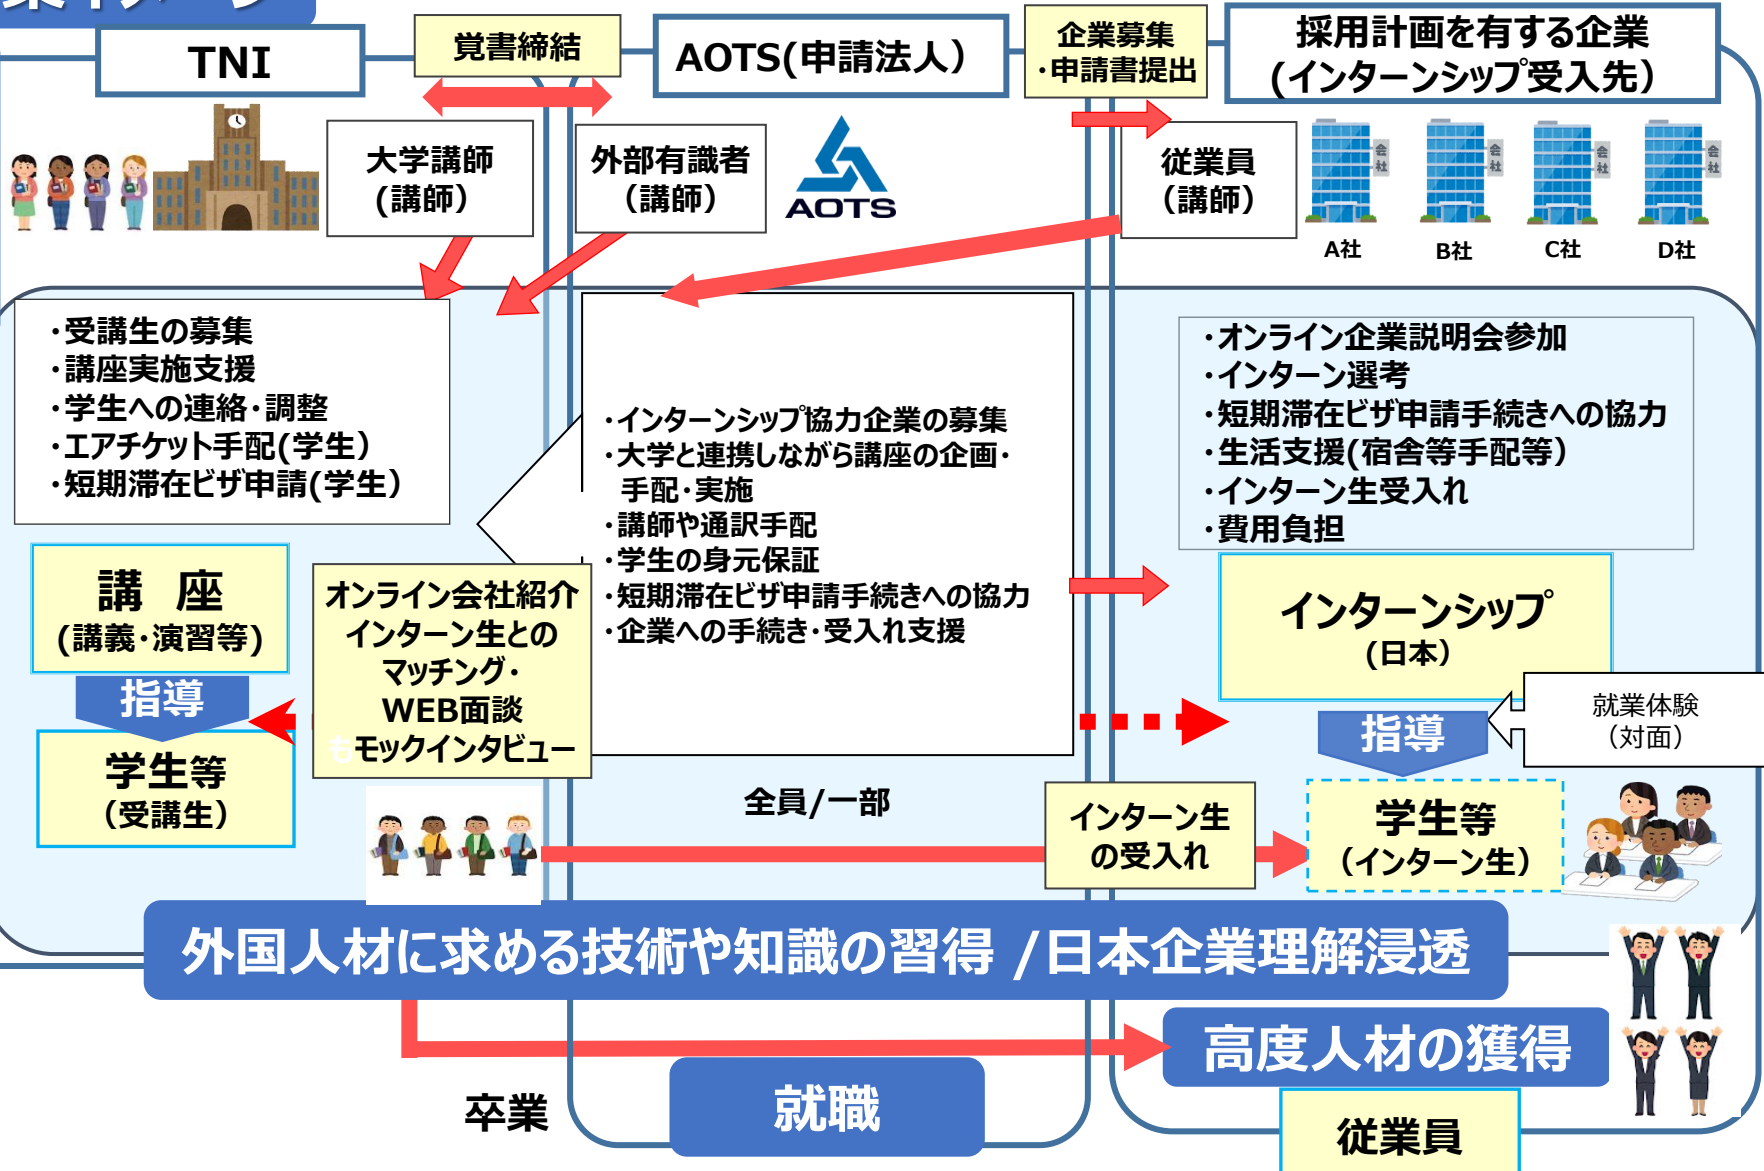 業イメージ
TNI
覚書締結
AOTS(申請法人)
企業募集
・申請書提出
採用計画を有する企業
(インターンシップ受入先)
大学講師
(講師)
外部有識者
(講師)
AOTS
従業員
(講師)
会社
会社
会社
会社
A社
B社
C社
D社
・受講生の募集
・講座実施支援
・学生への連絡・調整
・エアチケット手配(学生)
・短期滞在ビザ申請(学生)
・インターンシップ協力企業の募集
・大学と連携しながら講座の企画・
手配・実施
・講師や通訳手配
・学生の身元保証
・短期滞在ビザ申請手続きへの協力
・企業への手続き・受入れ支援
・オンライン企業説明会参加
・インターン選考
・短期滞在ビザ申請手続きへの協力
・生活支援(宿舎等手配等)
・インターン生受入れ
・費用負担
講 座
(講義・演習等)
指導
学生等
(受講生)
オンライン会社紹介
インターン生との
マッチング・
WEB面談
もモックインタビュー
インターンシップ
(日本)
指導
就業体験
(対面)
全員/一部
インターン生
の受入れ
学生等
(インターン生)
外国人材に求める技術や知識の習得 /日本企業理解浸透
高度人材の獲得
卒業
就職
従業員